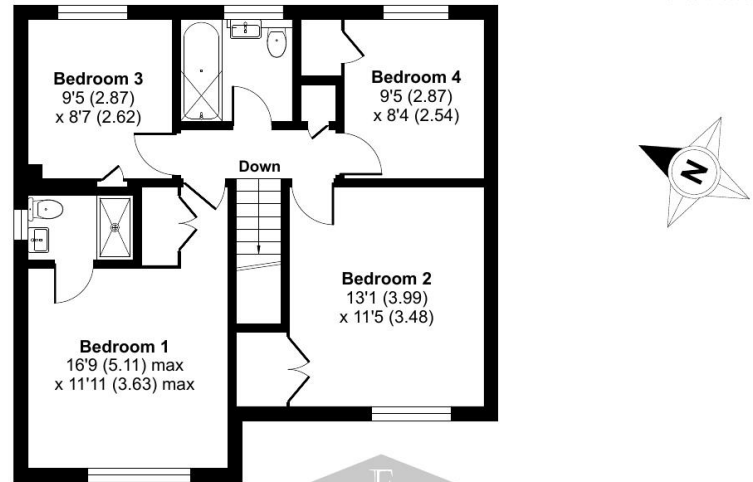 Bedroom 3
9'5 (2.87)
x 8'7 (2.62)
Bedroom 4
9'5 (2.87)
x 8'4 (2.54)
Down
N
Bedroom 2
13'1 (3.99)
x 11'5 (3.48)
Bedroom 1
16'9 (5.11) max
x 11'11 (3.63) max